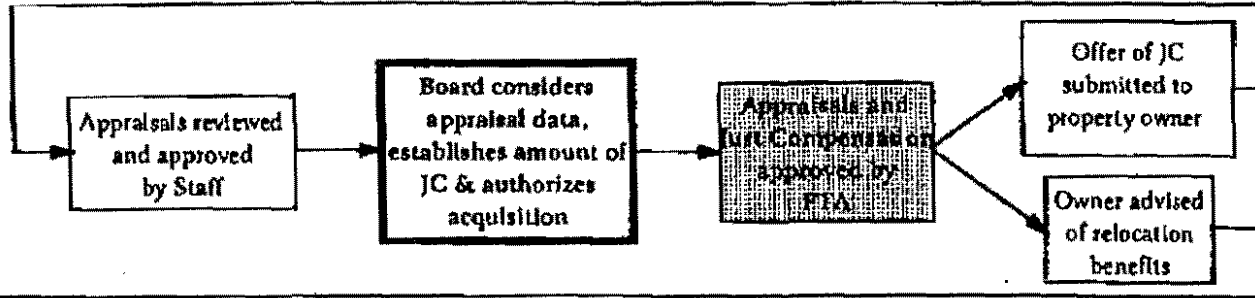 Appraisals reviewed
and approved
by Staff
Board considers
appraisal data,
establishes amount of
JC & authorizes
acquisition
Appraisals and
Just Compensation
approved by
FTA
Offer of JC
submitted to
property owner
Owner advised
of relocation
benefits